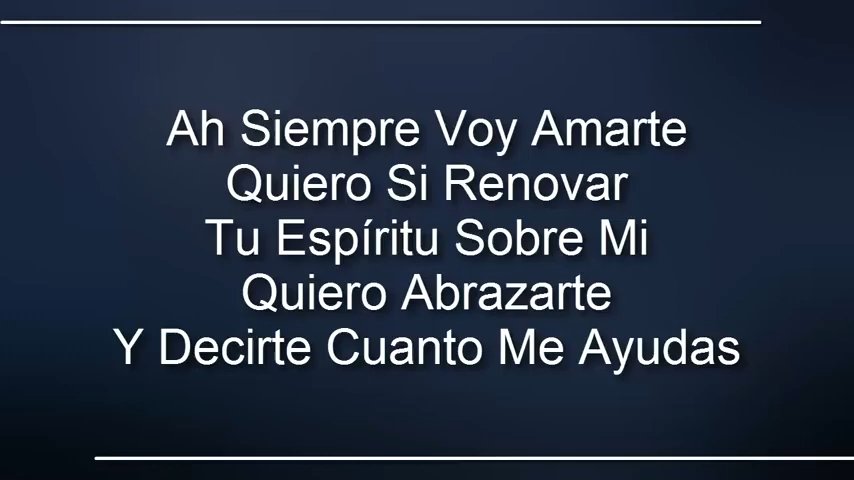 Ah Siempre Voy Amarte
Quiero Si Renovar
Tu Espíritu Sobre Mi
Quiero Abrazarte
Y Decirte Cuanto Me Ayudas